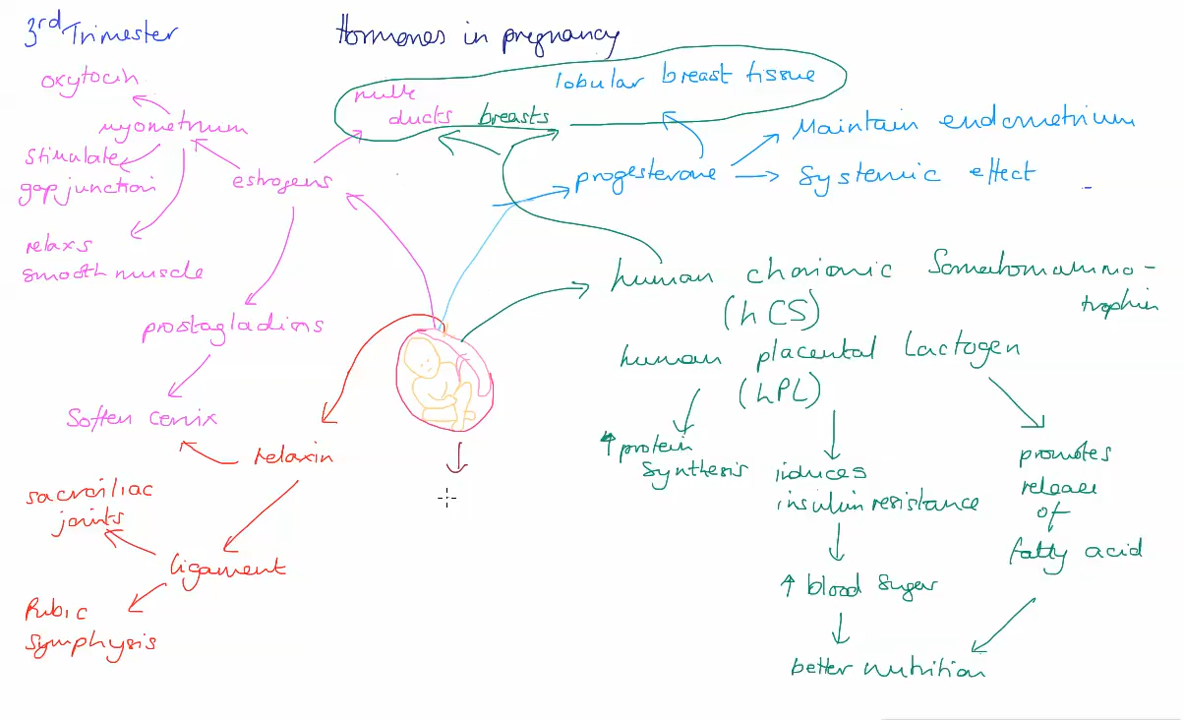 3rd Trimester
Hormones in pregnancy
oxytocin
myometrium
stimulate
gap junction
relaxs
smooth muscle
estrogens
milk
ducts
breasts
lobular breast tissue
progesterone
Maintain endometrium
Systemic effect
prostagladins
Soften cervix
relaxin
sacroiliac
joints
ligament
Pubic
symphysis
human chorionic Somatomammo-
trophin
(hCS)
human placental Lactogen
(hPL)
↑ protein
synthesis
induces
insulin resistance
↑ blood sugar
better nutrition
promotes
release
of
fatty acid